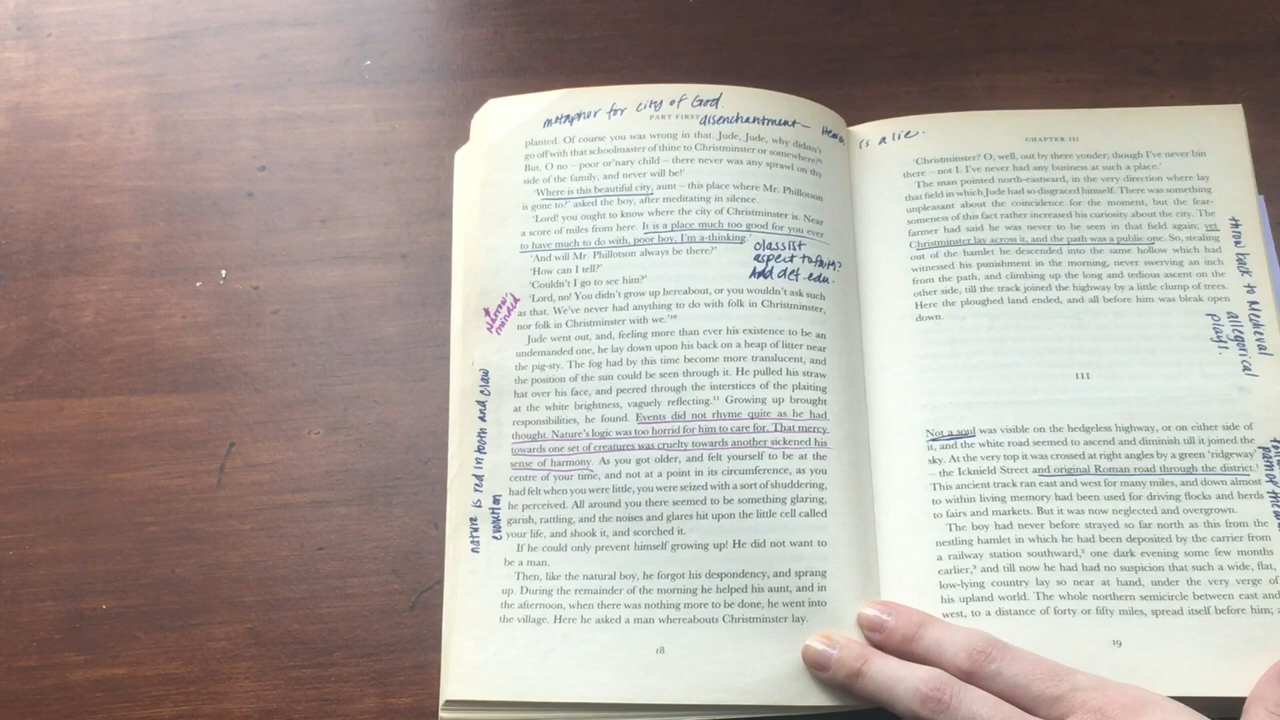 metaphor for city of God.
PART FIRST
disenchantment - Heaven
is a lie.
planted. Of course you was wrong in that. Jude, Jude, why didn't
go off with that schoolmaster of thine to Christminster or somewhere?
But, O no – poor or'nary child – there never was any sprawl on thy
side of the family, and never will be!'
'Where is this beautiful city, aunt – this place where Mr. Phillotson
is gone to?' asked the boy, after meditating in silence.
'Lord! you ought to know where the city of Christminster is. Near
a score of miles from here. It is a place much too good for you ever
to have much to do with, poor boy, I'm a-thinking.'
'And will Mr. Phillotson always be there?'
'How can I tell?'
'Couldn't I go to see him?'
'Lord, no! You didn't grow up hereabout, or you wouldn't ask such
as that. We've never had anything to do with folk in Christminster,
nor folk in Christminster with we.'¹⁰
Jude went out, and, feeling more than ever his existence to be an
undemanded one, he lay down upon his back on a heap of litter near
the pig-sty. The fog had by this time become more translucent, and
the position of the sun could be seen through it. He pulled his straw
hat over his face, and peered through the interstices of the plaiting
at the white brightness, vaguely reflecting.¹¹ Growing up brought
responsibilities, he found. Events did not rhyme quite as he had
thought. Nature's logic was too horrid for him to care for. That mercy
towards one set of creatures was cruelty towards another sickened his
sense of harmony. As you got older, and felt yourself to be at the
centre of your time, and not at a point in its circumference, as you
had felt when you were little, you were seized with a sort of shuddering,
he perceived. All around you there seemed to be something glaring,
garish, rattling, and the noises and glares hit upon the little cell called
your life, and shook it, and scorched it.
If he could only prevent himself growing up! He did not want to
be a man.
Then, like the natural boy, he forgot his despondency, and sprang
up. During the remainder of the morning he helped his aunt, and in
the afternoon, when there was nothing more to be done, he went into
the village. Here he asked a man whereabouts Christminster lay.
18
classist
aspect to faith?
And def. edu.
Narrow
minded
nature is red in tooth and claw
evolution
CHAPTER III
'Christminster? O, well, out by there yonder; though I've never bin
there – not I. I've never had any business at such a place.'
The man pointed north-eastward, in the very direction where lay
that field in which Jude had so disgraced himself. There was something
unpleasant about the coincidence for the moment, but the fear-
someness of this fact rather increased his curiosity about the city. The
farmer had said he was never to be seen in that field again; yet
Christminster lay across it, and the path was a public one. So, stealing
out of the hamlet he descended into the same hollow which had
witnessed his punishment in the morning, never swerving an inch
from the path, and climbing up the long and tedious ascent on the
other side, till the track joined the highway by a little clump of trees.
Here the ploughed land ended, and all before him was bleak open
down.
III
Not a soul was visible on the hedgeless highway, or on either side of
it, and the white road seemed to ascend and diminish till it joined the
sky. At the very top it was crossed at right angles by a green 'ridgeway'
– the Icknield Street and original Roman road through the district.¹
This ancient track ran east and west for many miles, and down almost
to within living memory had been used for driving flocks and herds
to fairs and markets. But it was now neglected and overgrown.
The boy had never before strayed so far north as this from the
nestling hamlet in which he had been deposited by the carrier from
a railway station southward,² one dark evening some few months
earlier,³ and till now he had had no suspicion that such a wide, flat,
low-lying country lay so near at hand, under the very verge of
his upland world. The whole northern semicircle between east and
west, to a distance of forty or fifty miles, spread itself before him; a
19
throw back to Medieval
allegorical
plays.